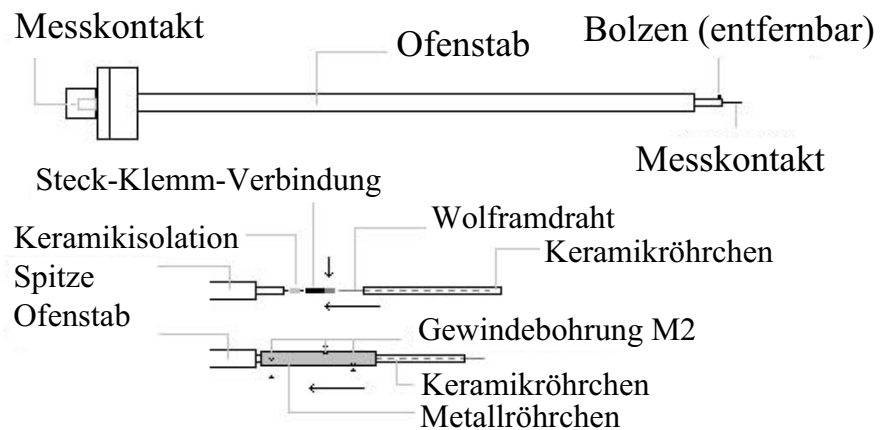 Messkontakt
Ofenstab
Bolzen (entfernbar)
Messkontakt
Steck-Klemm-Verbindung
Wolframdraht
Keramikisolation
Keramikröhrchen
Spitze
Ofenstab
Gewindebohrung M2
Keramikröhrchen
Metallröhrchen